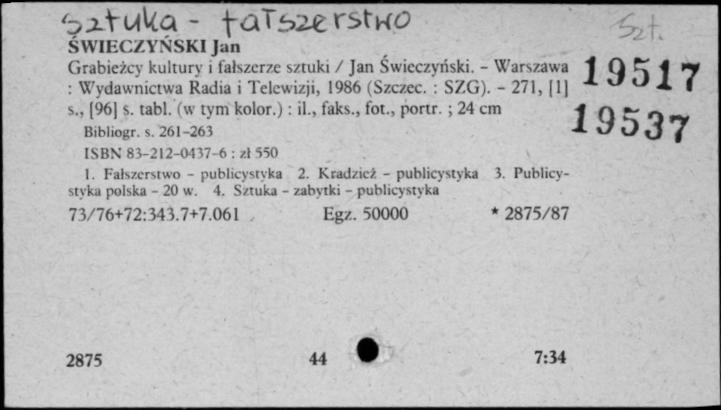 sztuka - fałszerstwo
Szt.
ŚWIECZYŃSKI Jan
Grabieżcy kultury i fałszerze sztuki / Jan Świeczyński. – Warszawa
: Wydawnictwa Radia i Telewizji, 1986 (Szczec. : SZG). – 271, [1]
s., [96] s. tabl. (w tym kolor.) : il., faks., fot., portr. ; 24 cm
19517
19537
Bibliogr. s. 261–263
ISBN 83-212-0437-6 : zł 550
1. Fałszerstwo – publicystyka 2. Kradzież – publicystyka 3. Publicy-
styka polska – 20 w. 4. Sztuka – zabytki – publicystyka
73/76+72:343.7+7.061 Egz. 50000 * 2875/87
2875 44 7:34